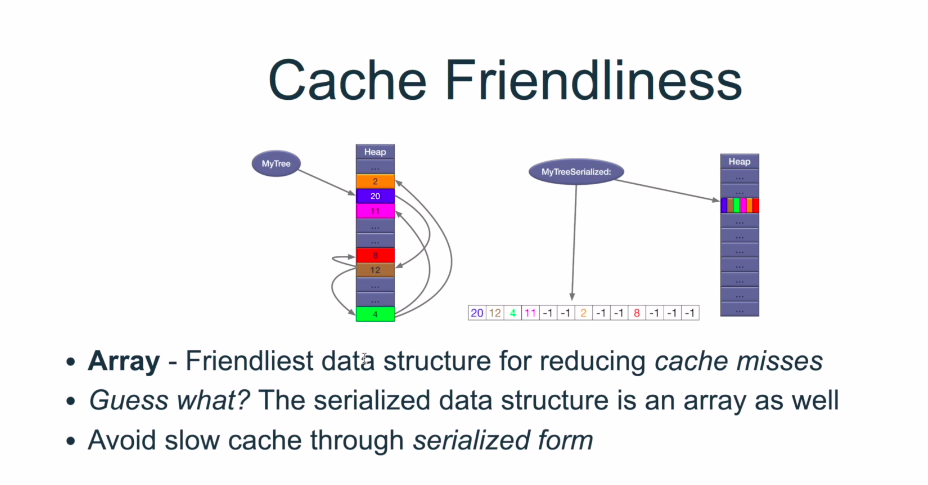 Cache Friendliness
MyTree
Heap
...
2
20
11
...
...
8
12
...
...
4
MyTreeSerialized:
Heap
...
...
...
...
...
...
...
...
...
20 12 4 11 -1 -1 2 -1 -1 8 -1 -1 -1
• Array - Friendliest data structure for reducing cache misses
• Guess what? The serialized data structure is an array as well
• Avoid slow cache through serialized form